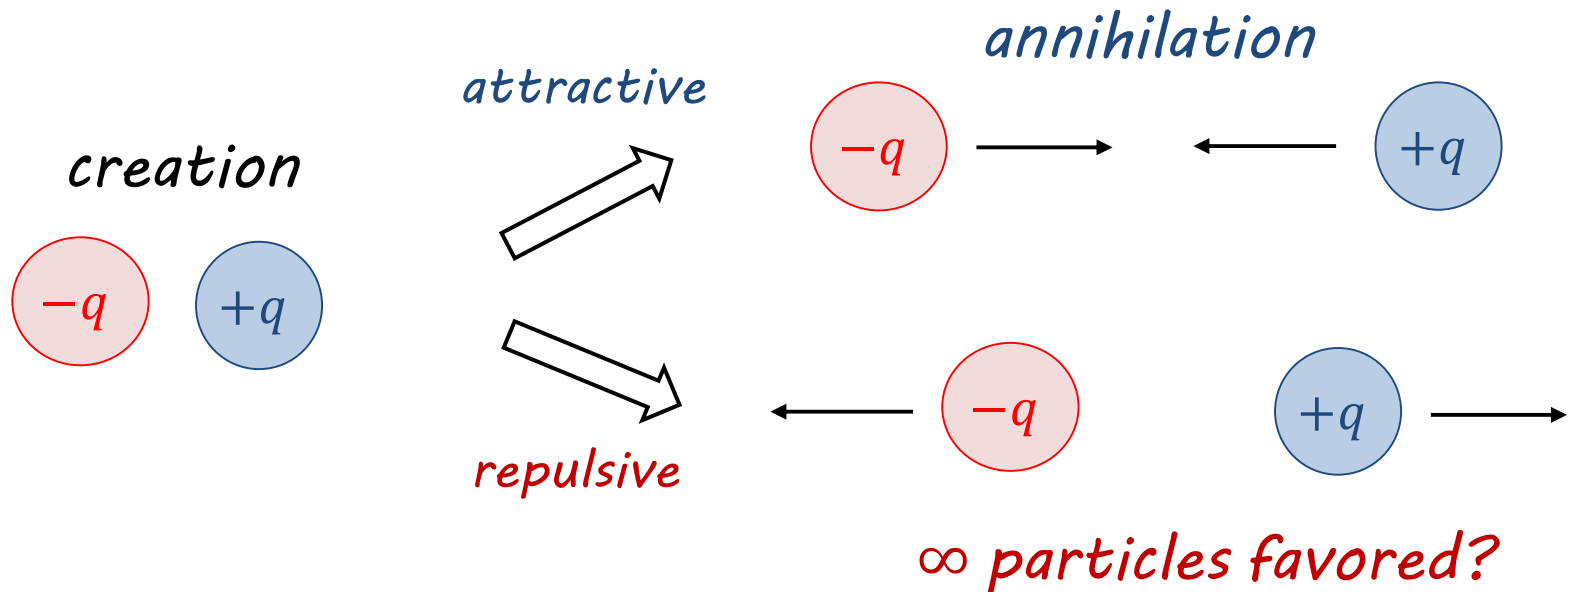 creation
−q
+q
attractive
annihilation
−q
+q
repulsive
−q
+q
∞ particles favored?